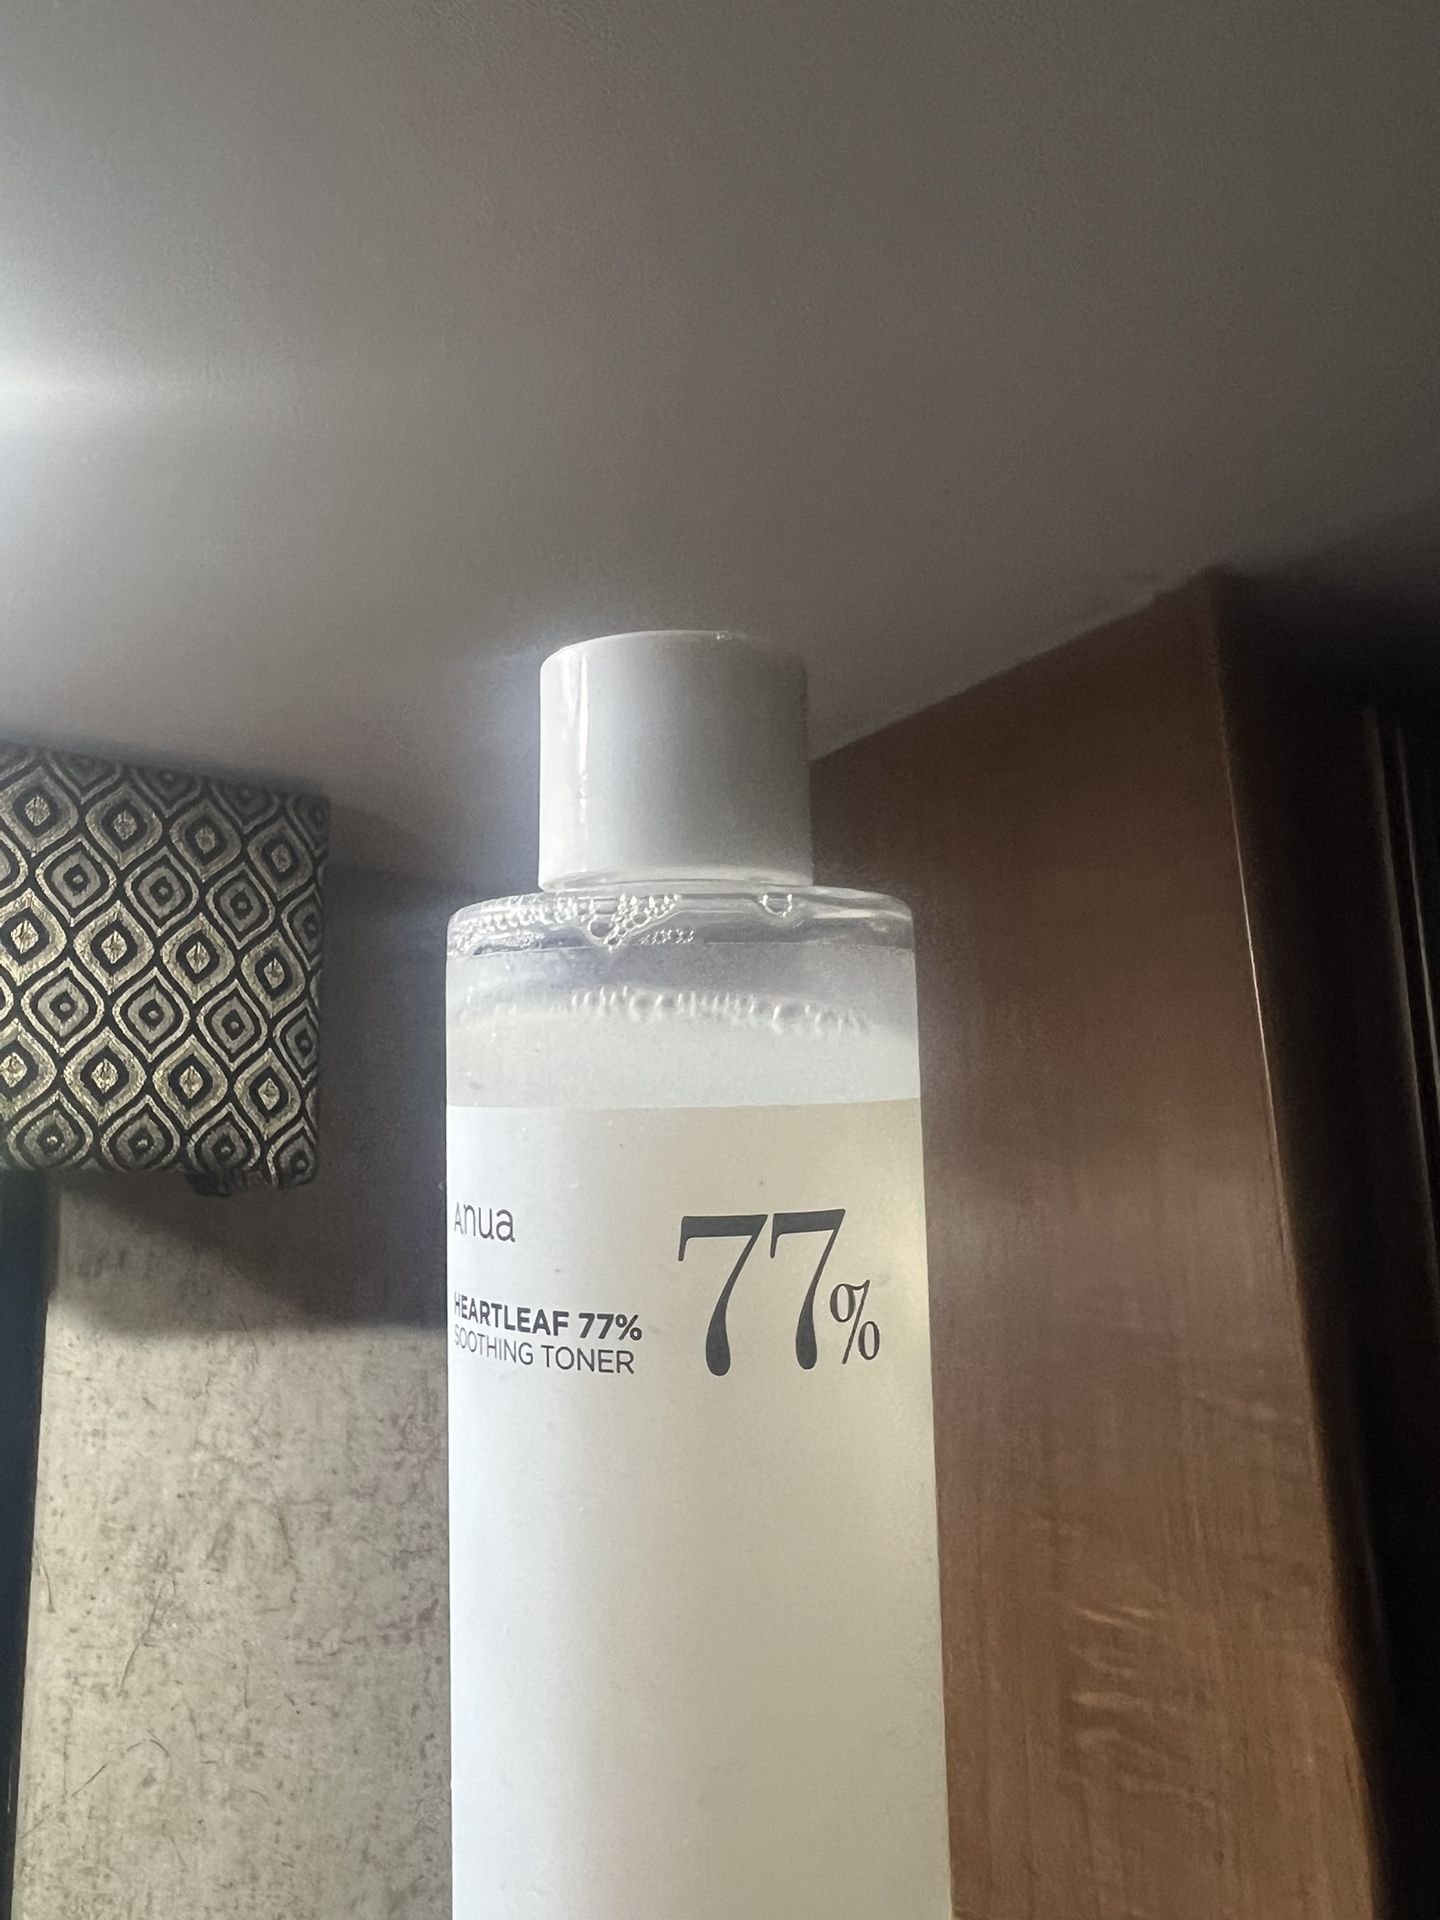 Anua
HEARTLEAF 77%
SOOTHING TONER
77%